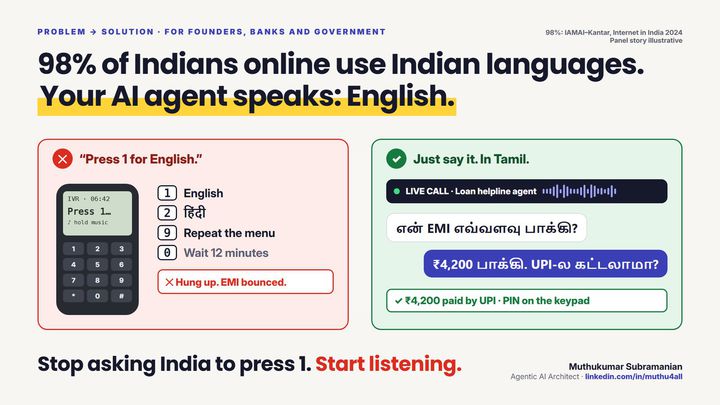 PROBLEM → SOLUTION · FOR FOUNDERS, BANKS AND GOVERNMENT
98%: IAMAI–Kantar, Internet in India 2024
Panel story illustrative
98% of Indians online use Indian languages.
Your AI agent speaks: English.
“Press 1 for English.”
IVR · 06:42
Press 1…
♪ hold music
1 2 3
4 5 6
7 8 9
* 0 #
1 English
2 हिंदी
9 Repeat the menu
0 Wait 12 minutes
✕ Hung up. EMI bounced.
Just say it. In Tamil.
LIVE CALL · Loan helpline agent
என் EMI எவ்வளவு பாக்கி?
₹4,200 பாக்கி. UPI-ல கட்டலாமா?
✓ ₹4,200 paid by UPI · PIN on the keypad
Stop asking India to press 1. Start listening.
Muthukumar Subramanian
Agentic AI Architect · linkedin.com/in/muthu4all